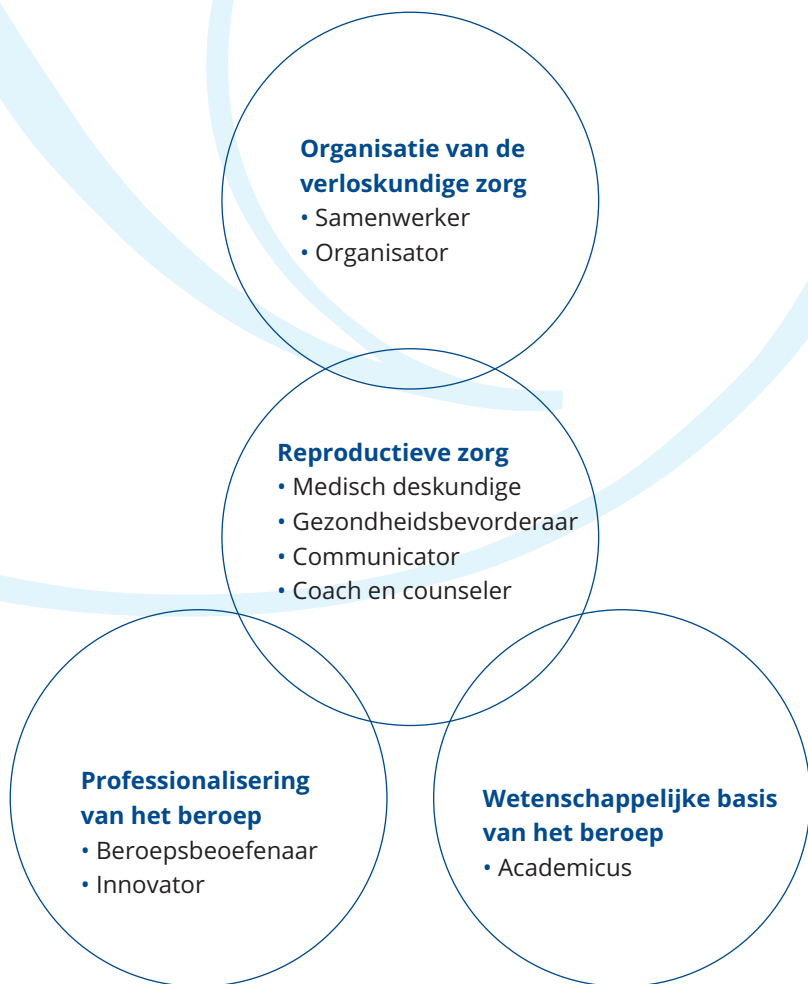 Organisatie van de
verloskundige zorg
• Samenwerker
• Organisator
Reproductieve zorg
• Medisch deskundige
• Gezondheidsbevorderaar
• Communicator
• Coach en counseler
Professionalisering
van het beroep
• Beroepsbeoefenaar
• Innovator
Wetenschappelijke basis
van het beroep
• Academicus